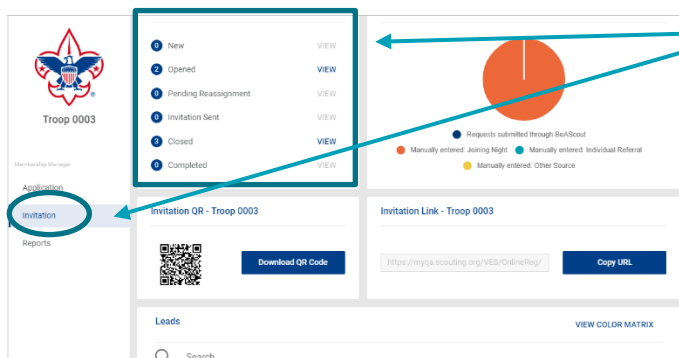 Troop 0003
Membership Manager
Application
Invitation
Reports
0 New VIEW
2 Opened VIEW
0 Pending Reassignment VIEW
0 Invitation Sent VIEW
3 Closed VIEW
0 Completed VIEW
Requests submitted through BeAScout
Manually entered: Joining Night Manually entered: Individual Referral
Manually entered: Other Source
Invitation QR - Troop 0003
Download QR Code
Invitation Link - Troop 0003
https://myqa.scouting.org/VES/OnlineReg/
Copy URL
Leads
VIEW COLOR MATRIX
Search